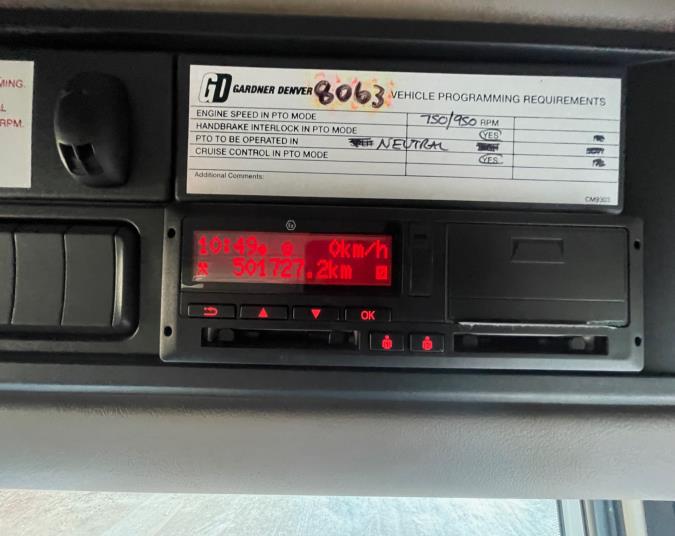 MING.
RPM.
GD GARDNER DENVER 8063 VEHICLE PROGRAMMING REQUIREMENTS
ENGINE SPEED IN PTO MODE 750/950 RPM
HANDBRAKE INTERLOCK IN PTO MODE YES
PTO TO BE OPERATED IN NEUTRAL
CRUISE CONTROL IN PTO MODE YES
Additional Comments:
10:49 0km/h
501727.2km
OK
1 2